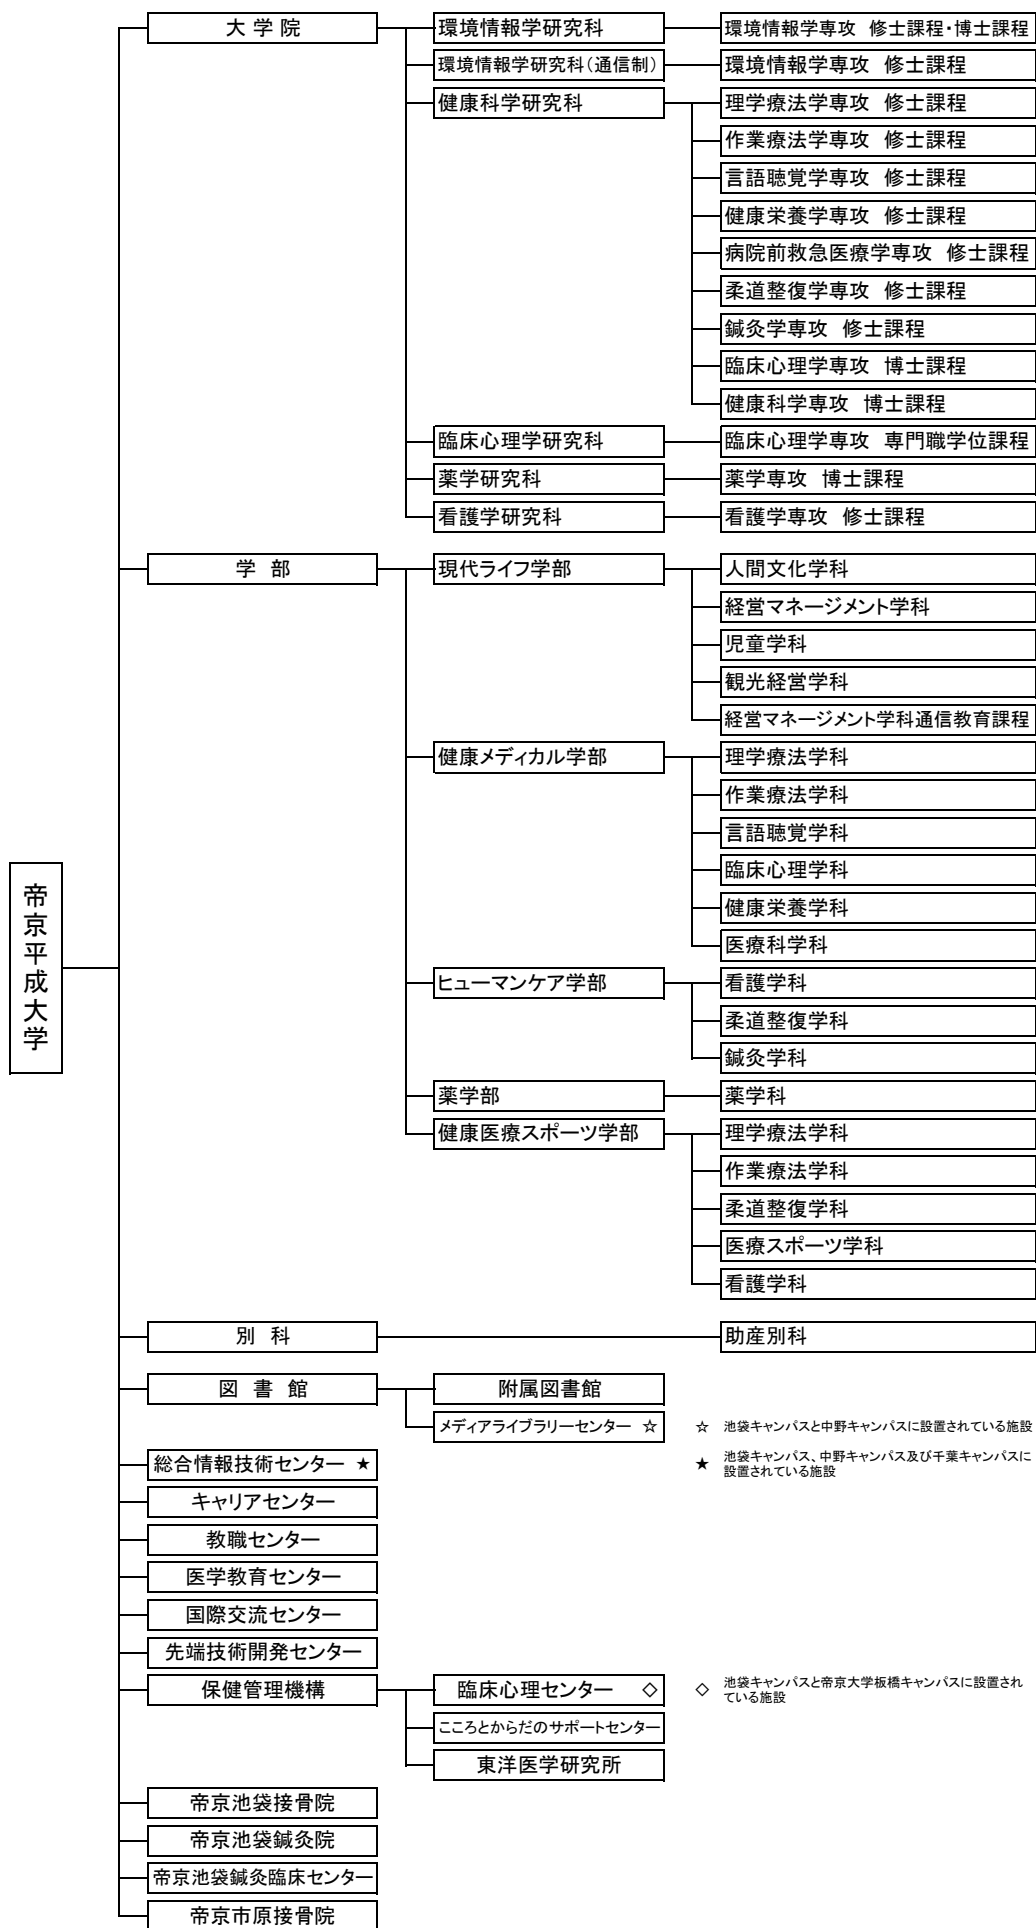 帝京平成大学
大学院
環境情報学研究科
環境情報学専攻 修士課程・博士課程
環境情報学研究科(通信制)
環境情報学専攻 修士課程
健康科学研究科
理学療法学専攻 修士課程
作業療法学専攻 修士課程
言語聴覚学専攻 修士課程
健康栄養学専攻 修士課程
病院前救急医療学専攻 修士課程
柔道整復学専攻 修士課程
鍼灸学専攻 修士課程
臨床心理学専攻 博士課程
健康科学専攻 博士課程
臨床心理学研究科
臨床心理学専攻 専門職学位課程
薬学研究科
薬学専攻 博士課程
看護学研究科
看護学専攻 修士課程
学部
現代ライフ学部
人間文化学科
経営マネージメント学科
児童学科
観光経営学科
経営マネージメント学科通信教育課程
健康メディカル学部
理学療法学科
作業療法学科
言語聴覚学科
臨床心理学科
健康栄養学科
医療科学科
ヒューマンケア学部
看護学科
柔道整復学科
鍼灸学科
薬学部
薬学科
健康医療スポーツ学部
理学療法学科
作業療法学科
柔道整復学科
医療スポーツ学科
看護学科
別科
助産別科
図書館
附属図書館
メディアライブラリーセンター ☆
☆ 池袋キャンパスと中野キャンパスに設置されている施設
総合情報技術センター ★
★ 池袋キャンパス、中野キャンパス及び千葉キャンパスに
設置されている施設
キャリアセンター
教職センター
医学教育センター
国際交流センター
先端技術開発センター
保健管理機構
臨床心理センター ◇
◇ 池袋キャンパスと帝京大学板橋キャンパスに設置され
ている施設
こころとからだのサポートセンター
東洋医学研究所
帝京池袋接骨院
帝京池袋鍼灸院
帝京池袋鍼灸臨床センター
帝京市原接骨院